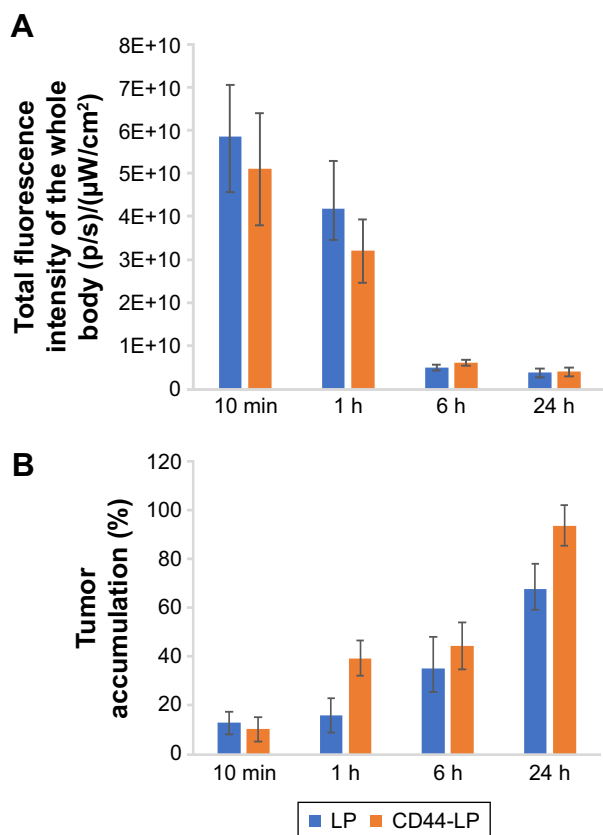 A
Total fluorescence
intensity of the whole
body (p/s)/(µW/cm²)
8E+10
7E+10
6E+10
5E+10
4E+10
3E+10
2E+10
1E+10
0
10 min
1 h
6 h
24 h
B
Tumor
accumulation (%)
120
100
80
60
40
20
0
10 min
1 h
6 h
24 h
LP
CD44-LP